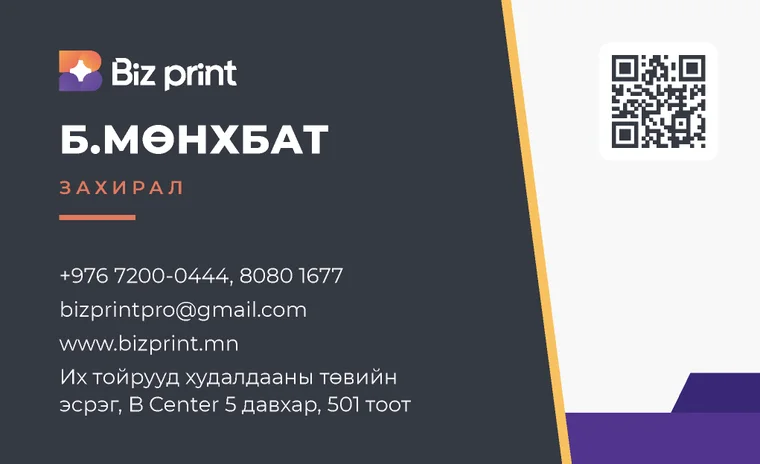 Biz print
Б.МӨНХБАТ
ЗАХИРАЛ
+976 7200-0444, 8080 1677
bizprintpro@gmail.com
www.bizprint.mn
Их тойрууд худалдааны төвийн
эсрэг, B Center 5 давхар, 501 тоот